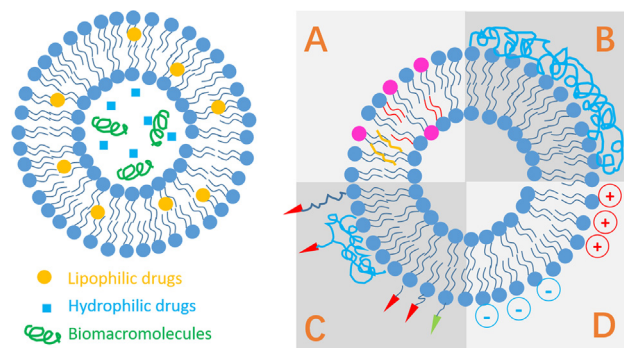 A
B
Lipophilic drugs
Hydrophilic drugs
Biomacromolecules
C
D
+
+
+
-
-
-